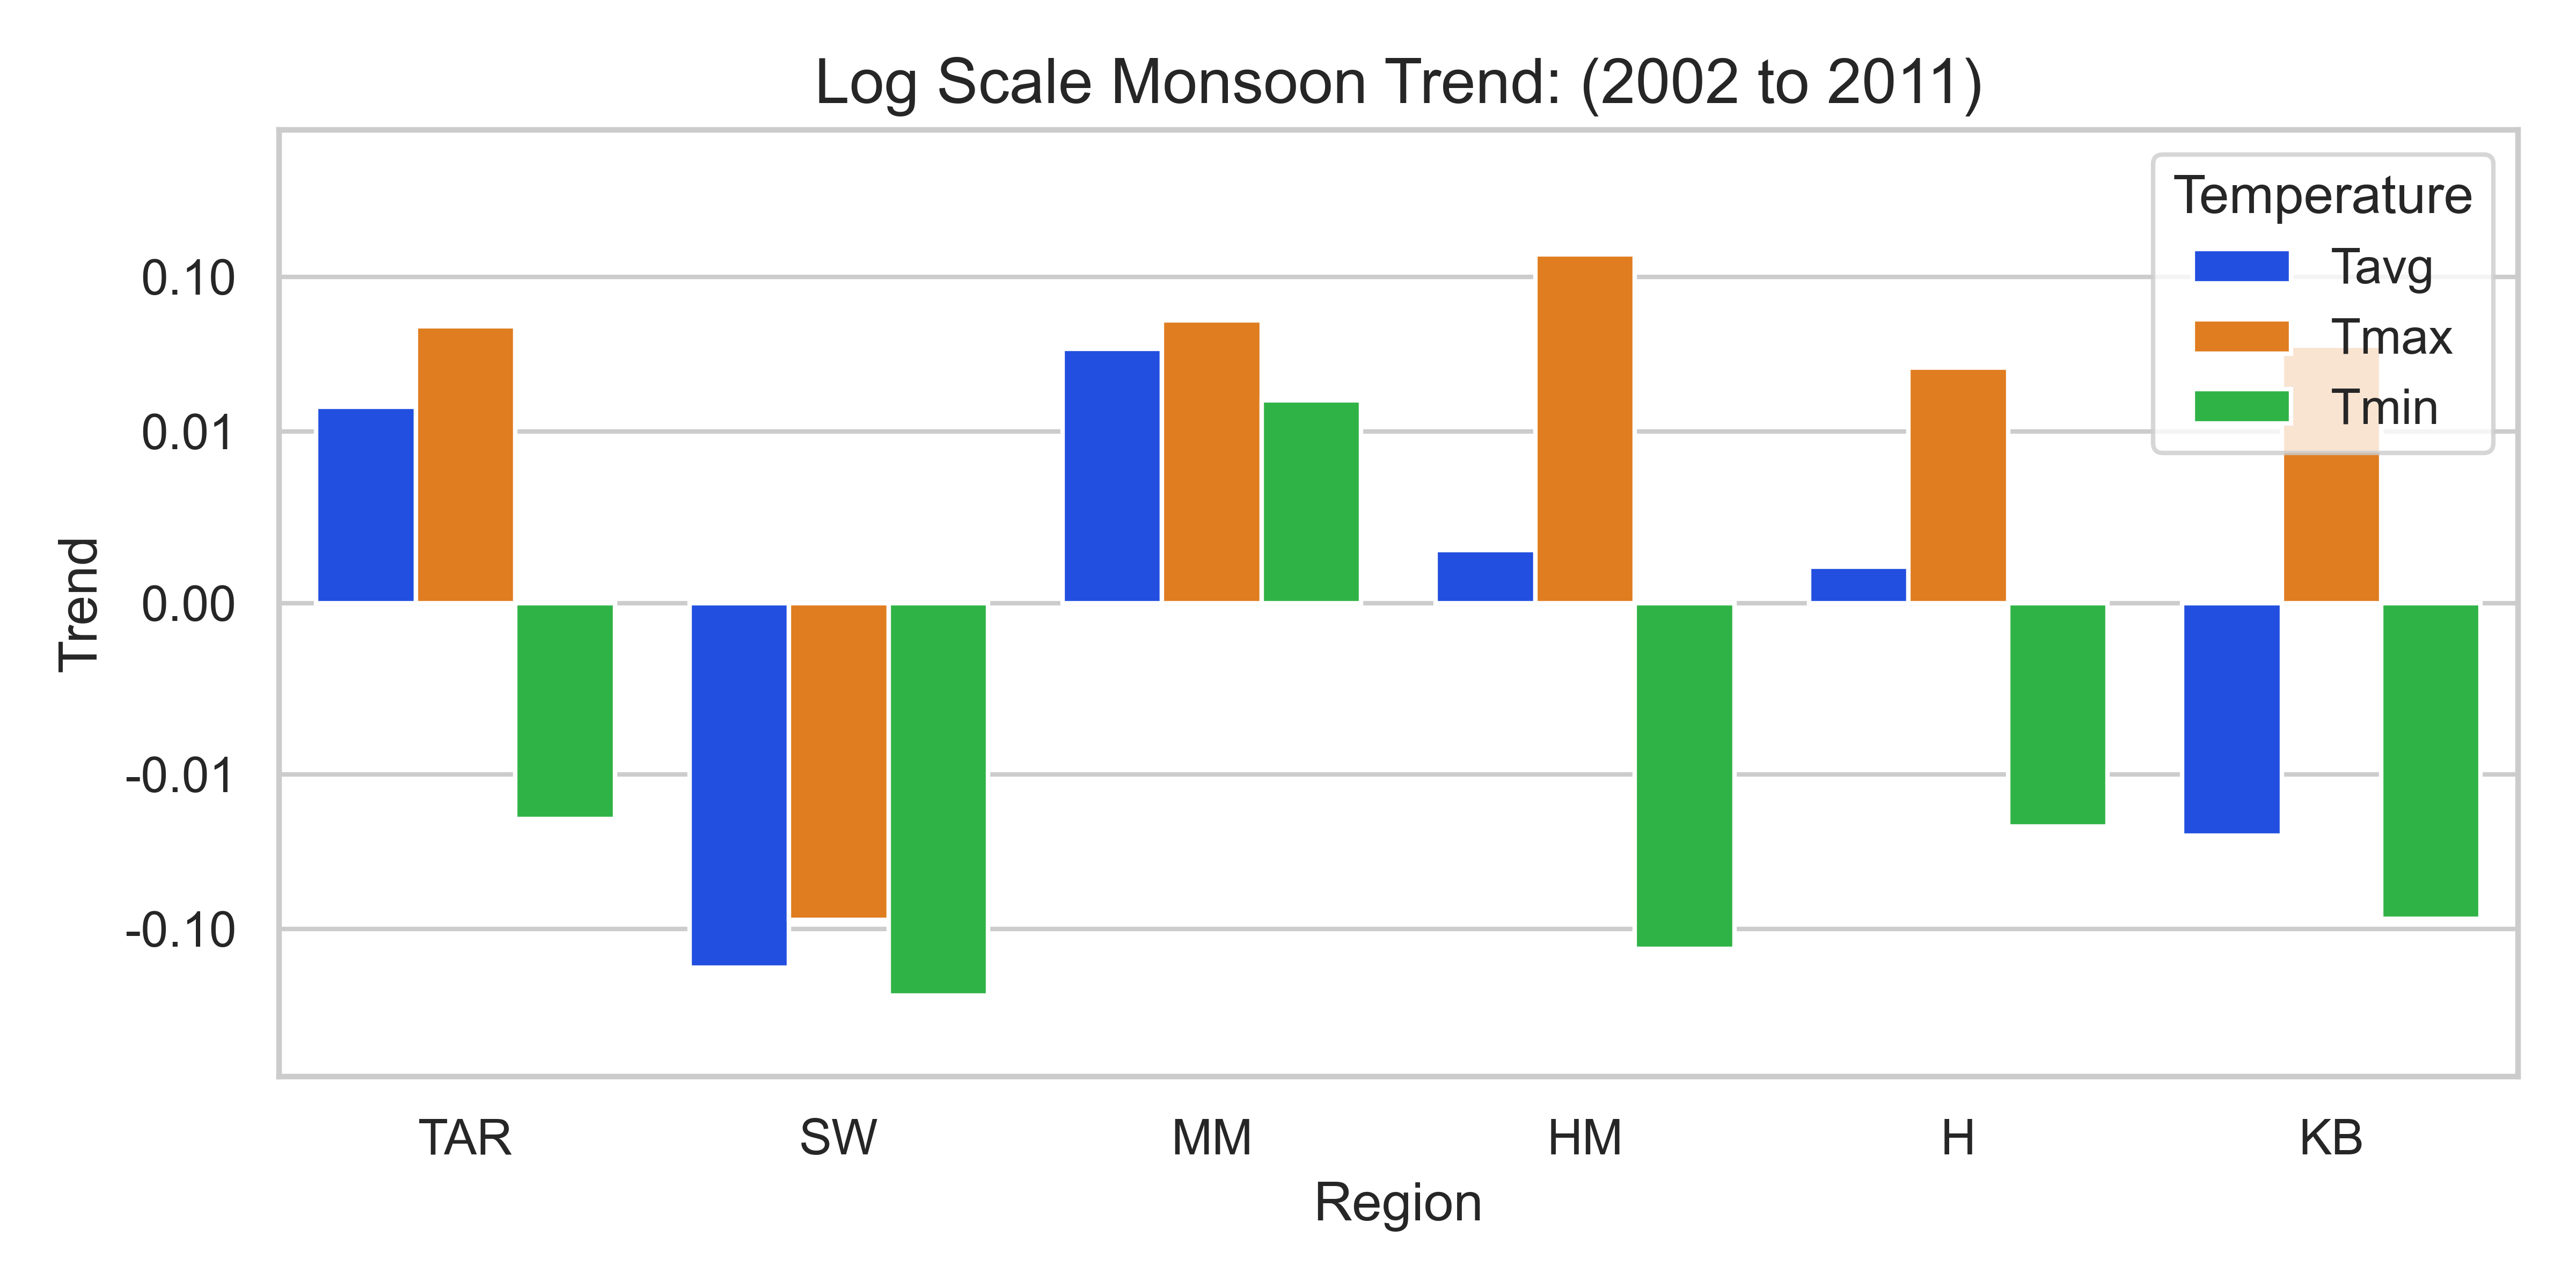 Log Scale Monsoon Trend: (2002 to 2011)
Temperature
Tavg
Tmax
Tmin
0.10
0.01
0.00
-0.01
-0.10
Trend
TAR SW MM HM H KB
Region